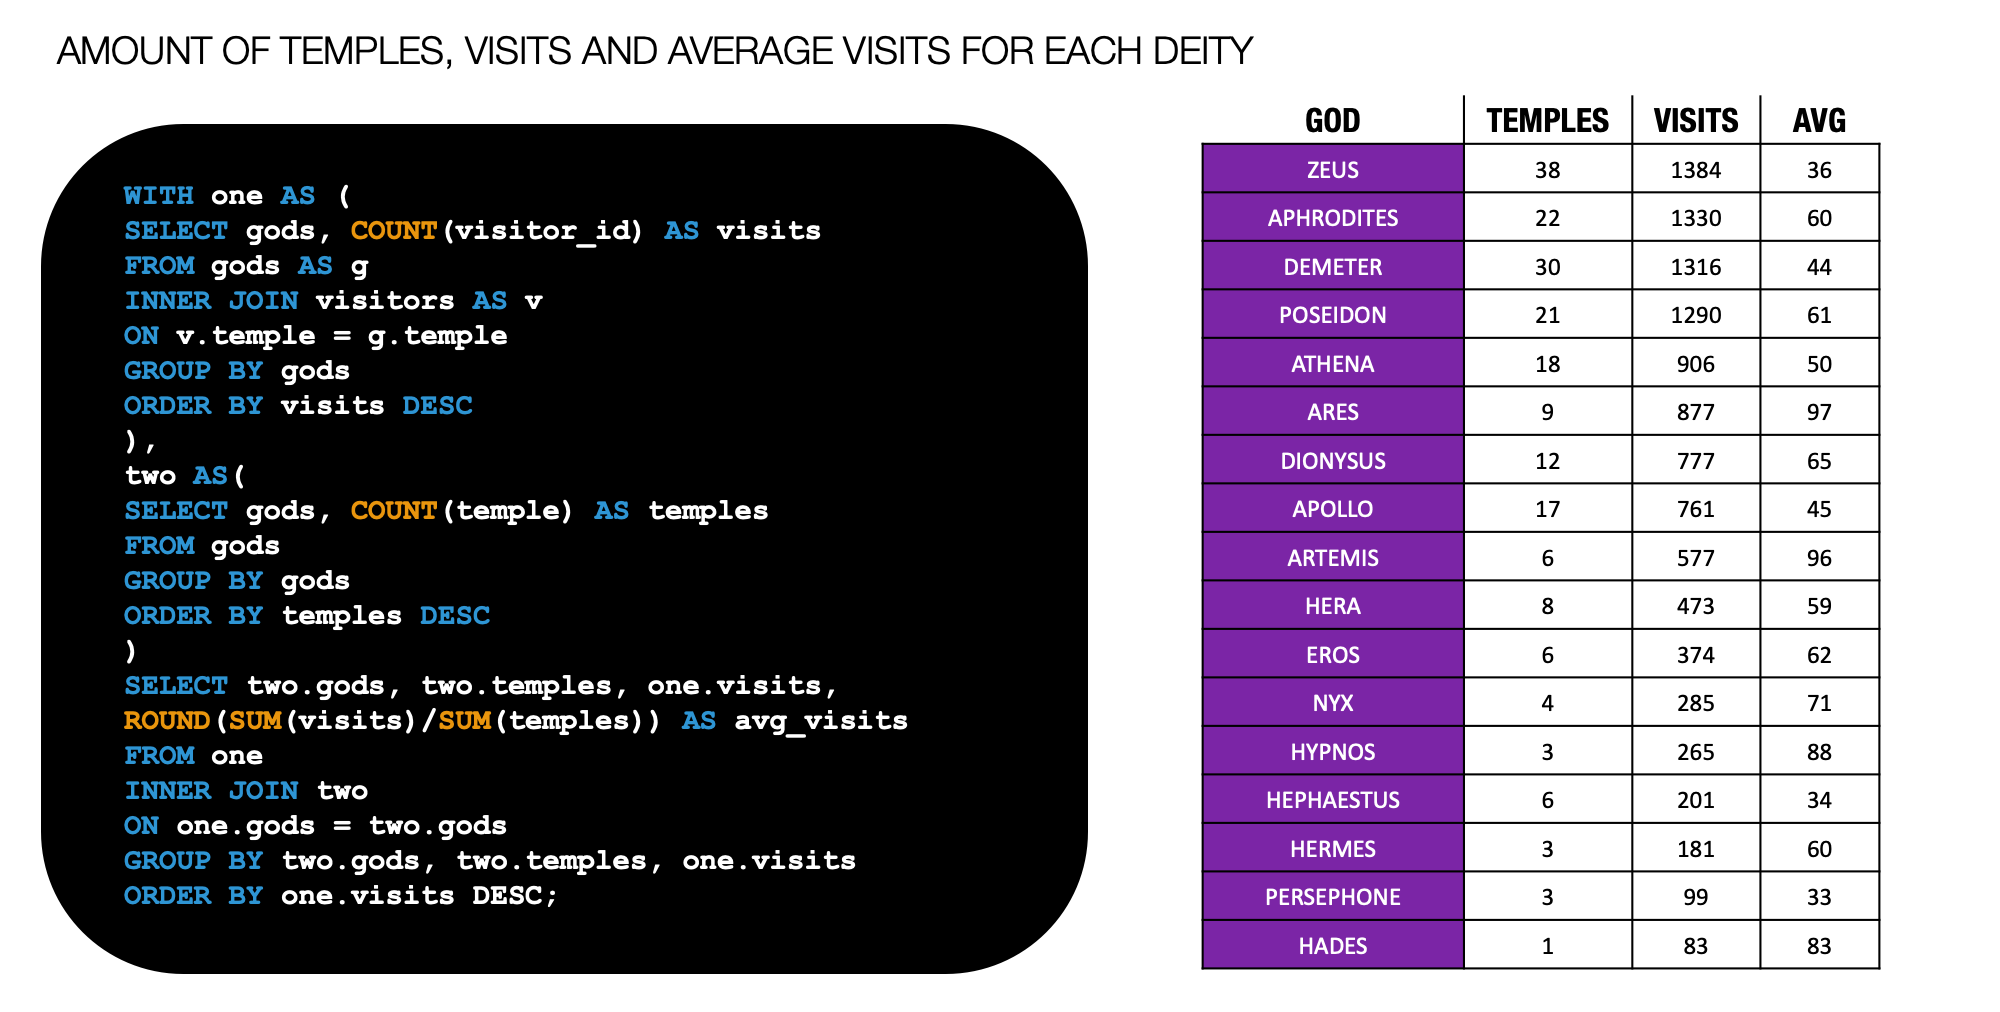 AMOUNT OF TEMPLES, VISITS AND AVERAGE VISITS FOR EACH DEITY
WITH one AS (
SELECT gods, COUNT(visitor_id) AS visits
FROM gods AS g
INNER JOIN visitors AS v
ON v.temple = g.temple
GROUP BY gods
ORDER BY visits DESC
),
two AS(
SELECT gods, COUNT(temple) AS temples
FROM gods
GROUP BY gods
ORDER BY temples DESC
)
SELECT two.gods, two.temples, one.visits,
ROUND(SUM(visits)/SUM(temples)) AS avg_visits
FROM one
INNER JOIN two
ON one.gods = two.gods
GROUP BY two.gods, two.temples, one.visits
ORDER BY one.visits DESC;
GOD TEMPLES VISITS AVG
ZEUS 38 1384 36
APHRODITES 22 1330 60
DEMETER 30 1316 44
POSEIDON 21 1290 61
ATHENA 18 906 50
ARES 9 877 97
DIONYSUS 12 777 65
APOLLO 17 761 45
ARTEMIS 6 577 96
HERA 8 473 59
EROS 6 374 62
NYX 4 285 71
HYPNOS 3 265 88
HEPHAESTUS 6 201 34
HERMES 3 181 60
PERSEPHONE 3 99 33
HADES 1 83 83